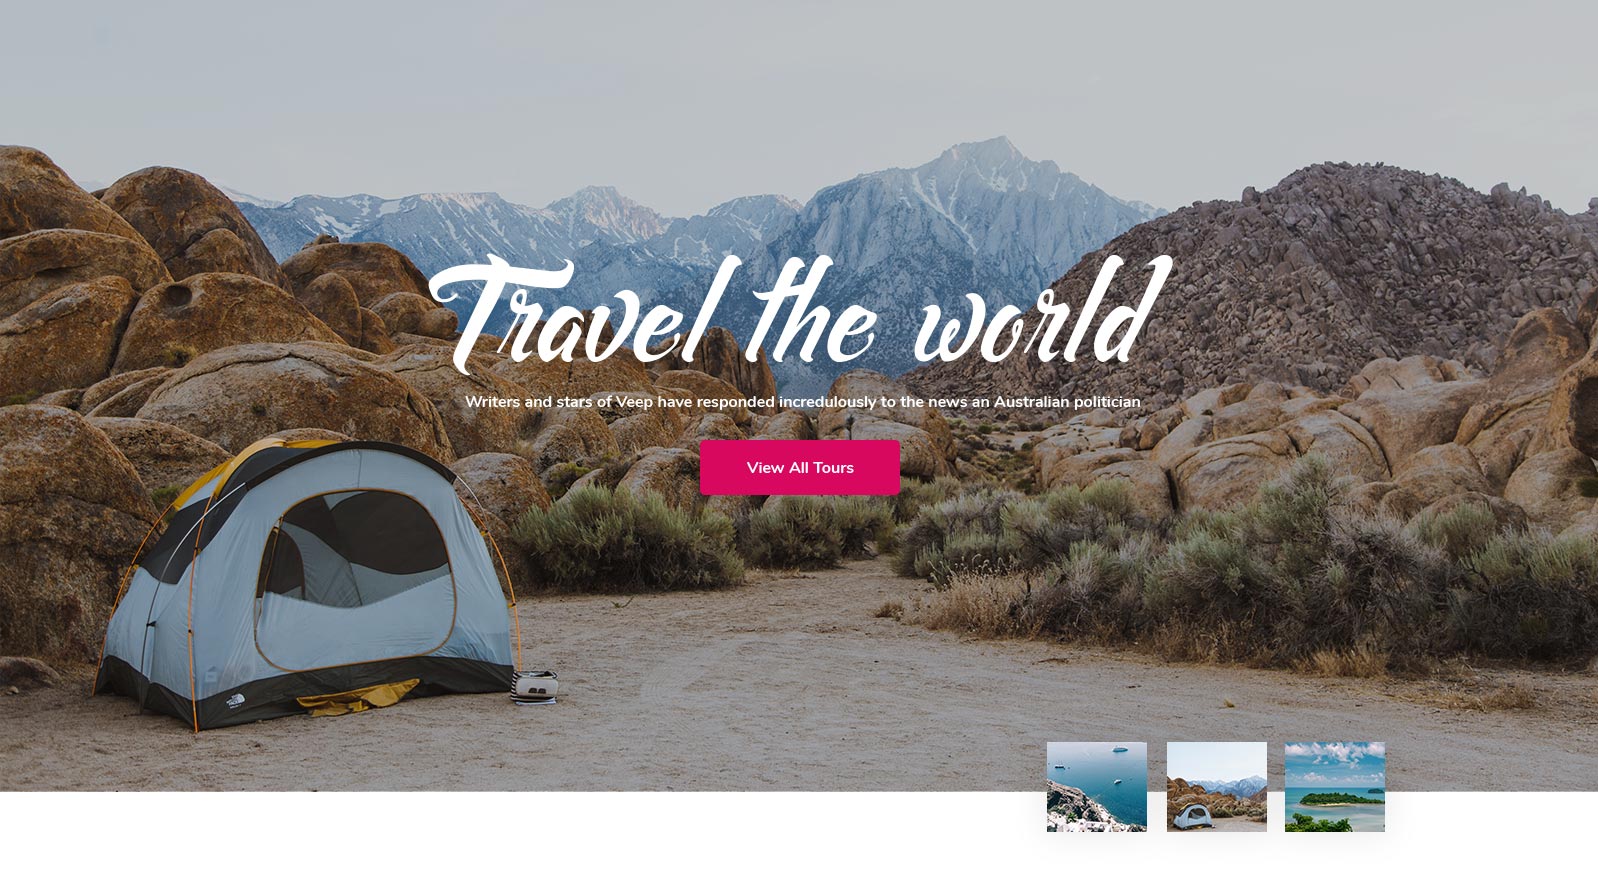 Travel the world
Writers and stars of Veep have responded incredulously to the news an Australian politician
View All Tours